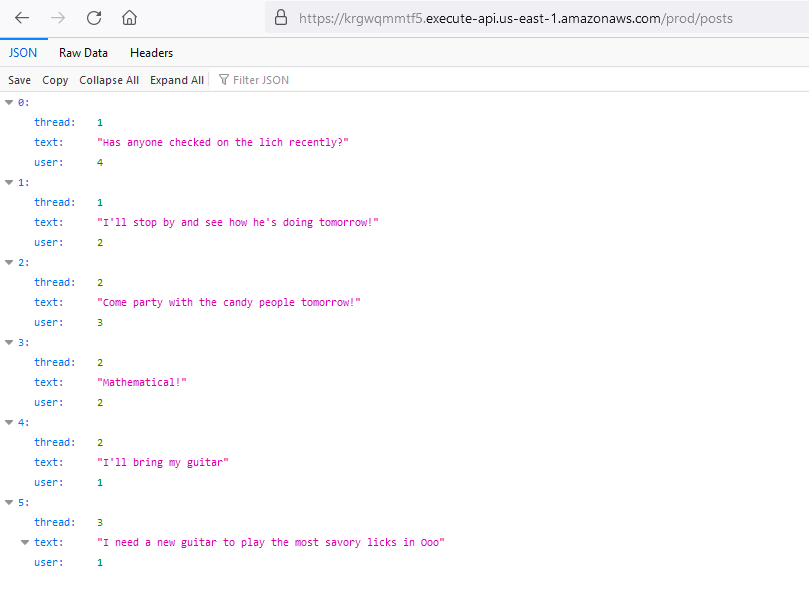 https://krgwqmmtf5.execute-api.us-east-1.amazonaws.com/prod/posts
JSON Raw Data Headers
Save Copy Collapse All Expand All Filter JSON
0:
thread: 1
text: "Has anyone checked on the lich recently?"
user: 4
1:
thread: 1
text: "I'll stop by and see how he's doing tomorrow!"
user: 2
2:
thread: 2
text: "Come party with the candy people tomorrow!"
user: 3
3:
thread: 2
text: "Mathematical!"
user: 2
4:
thread: 2
text: "I'll bring my guitar"
user: 1
5:
thread: 3
text: "I need a new guitar to play the most savory licks in Ooo"
user: 1